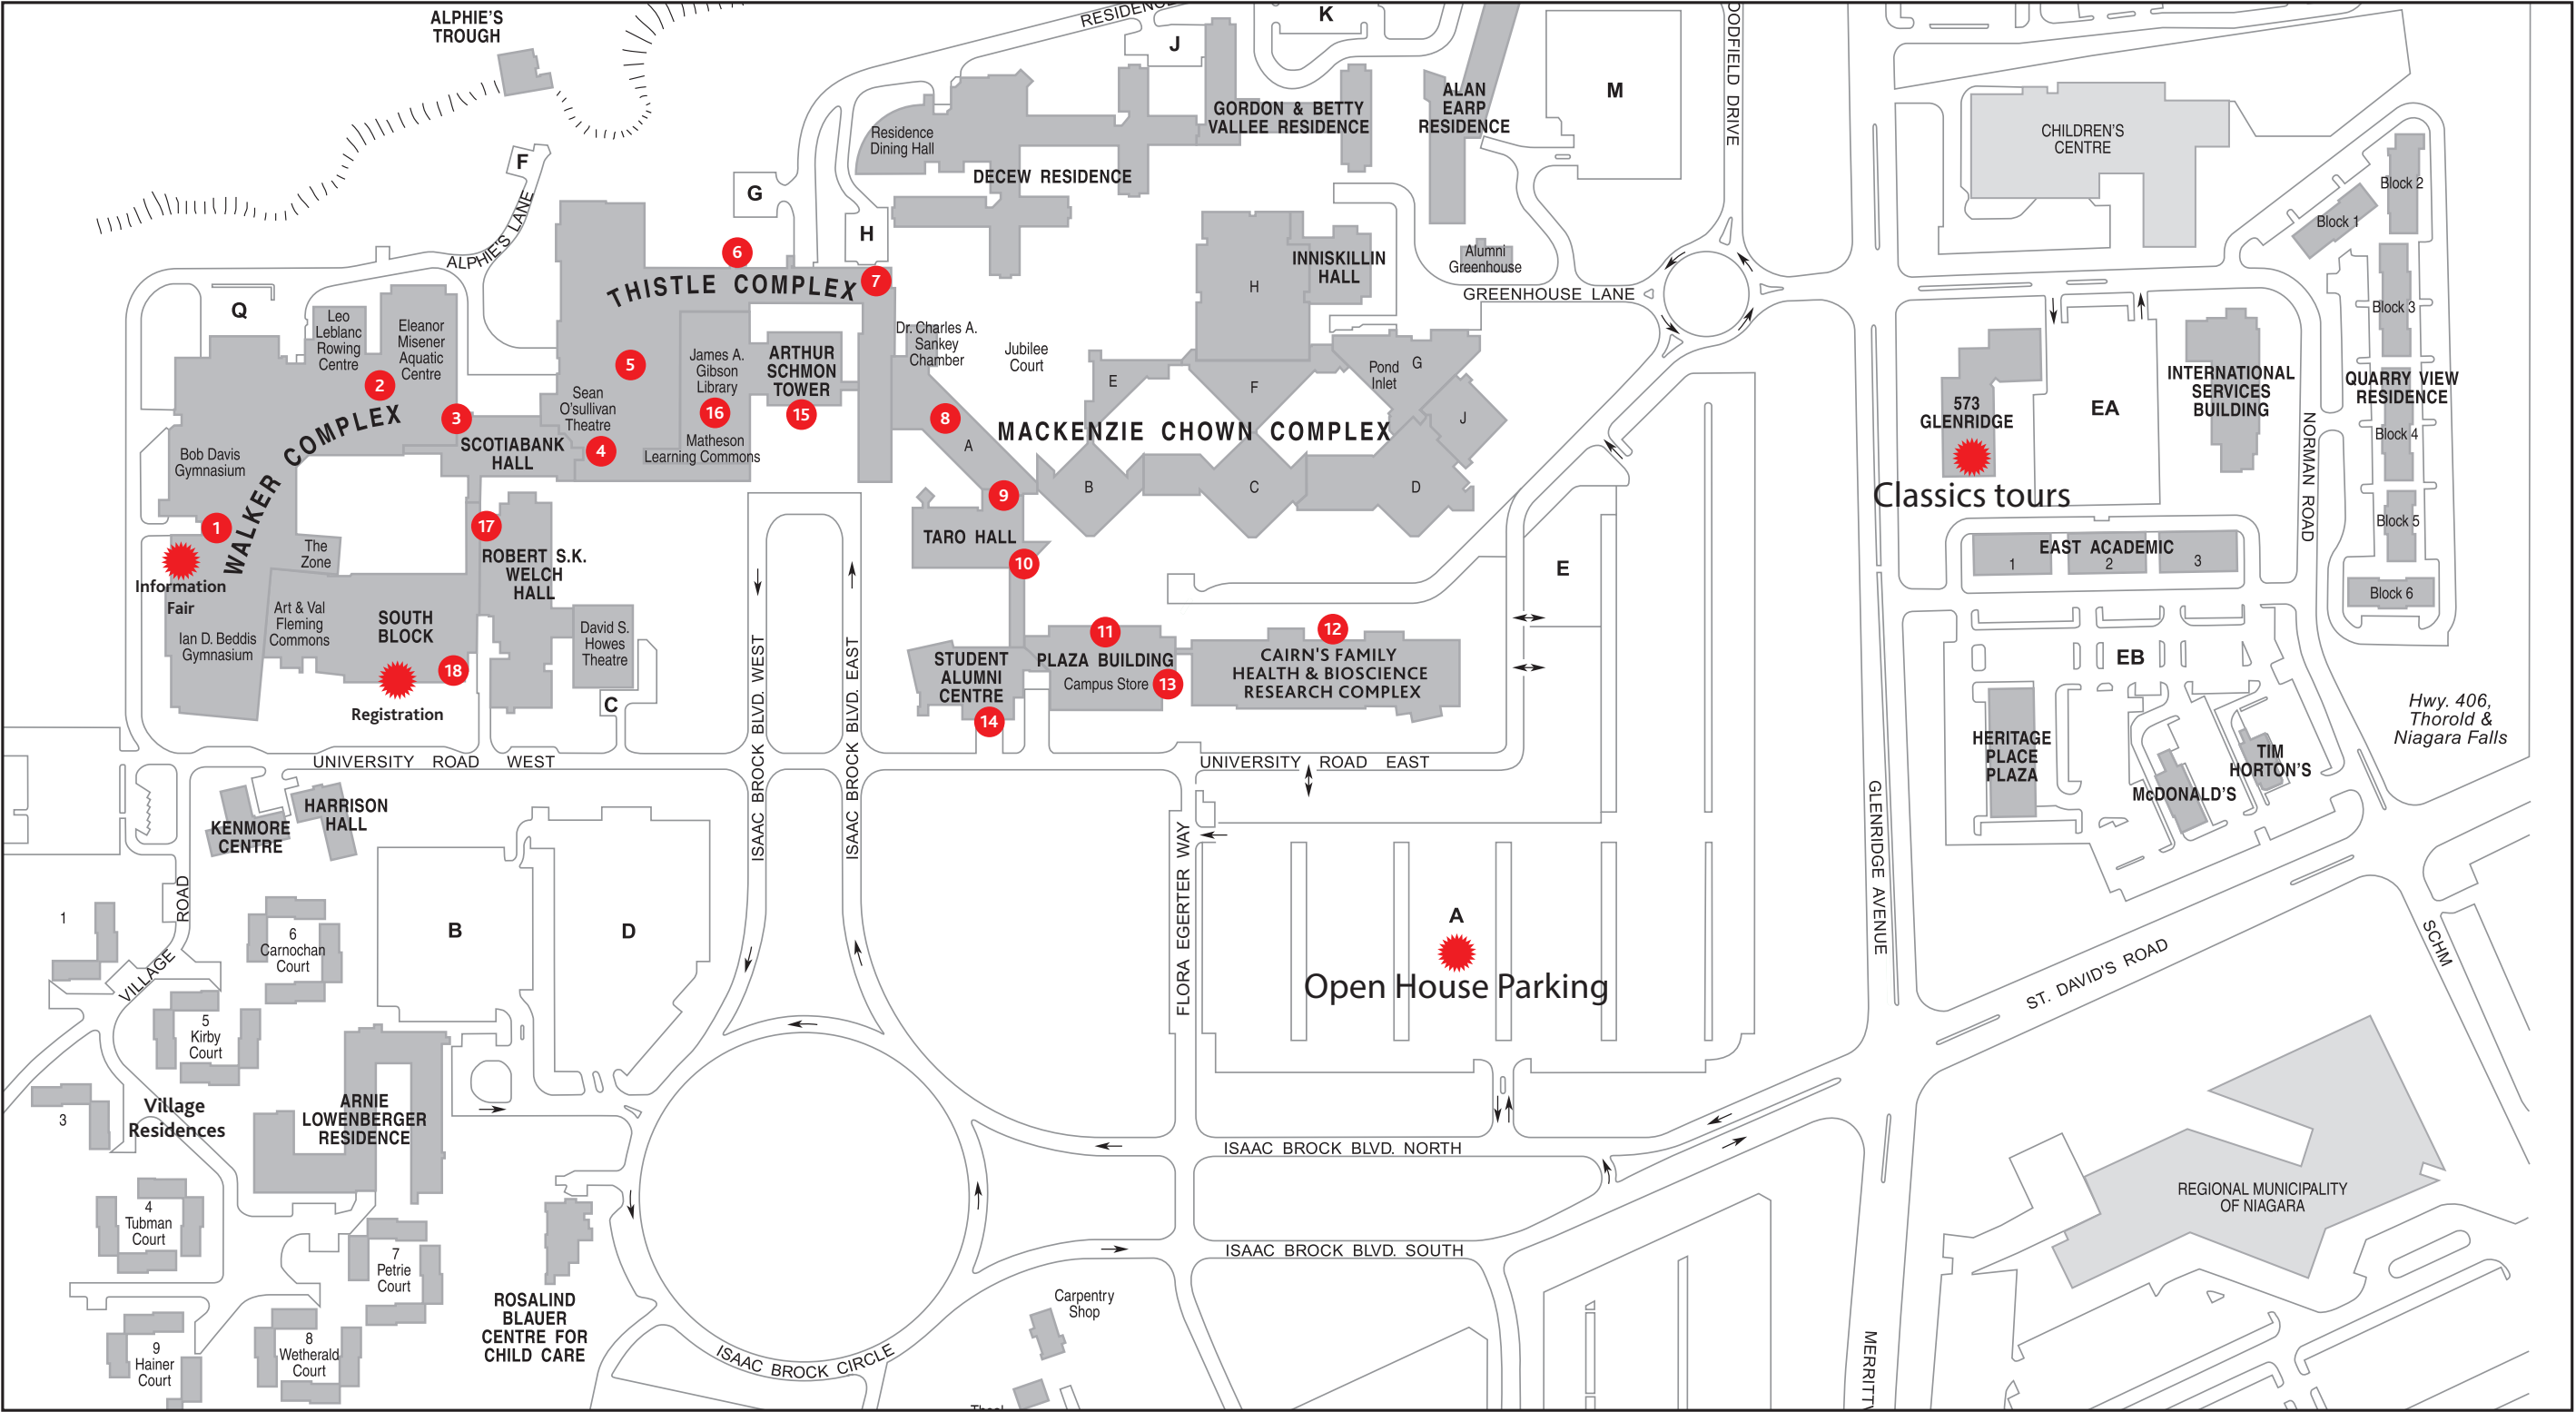 ALPHIE'S
TROUGH
K
J
M
GORDON & BETTY
VALLEE RESIDENCE
ALAN
EARP
RESIDENCE
Residence
Dining Hall
DECEW RESIDENCE
CHILDREN'S
CENTRE
Block 2
Block 1
F
G
H
ALPHIE'S LANE
6
7
THISTLE COMPLEX
H
INNISKILLIN
HALL
Alumni
Greenhouse
GREENHOUSE LANE
Block 3
Q
Leo
Leblanc
Rowing
Centre
Eleanor
Misener
Aquatic
Centre
2
3
5
Sean
O'sullivan
Theatre
4
James A.
Gibson
Library
16
Matheson
Learning Commons
ARTHUR
SCHMON
TOWER
15
Dr. Charles A.
Sankey
Chamber
Jubilee
Court
8
A
E
F
Pond
Inlet
G
J
MACKENZIE CHOWN COMPLEX
B
C
D
573
GLENRIDGE
Classics tours
EA
INTERNATIONAL
SERVICES
BUILDING
QUARRY VIEW
RESIDENCE
Block 4
NORMAN ROAD
Block 5
Block 6
WALKER COMPLEX
SCOTIABANK
HALL
Bob Davis
Gymnasium
1
Information
Fair
The
Zone
17
ROBERT S.K.
WELCH
HALL
9
TARO HALL
10
E
EAST ACADEMIC
1
2
3
Ian D. Beddis
Gymnasium
Art & Val
Fleming
Commons
SOUTH
BLOCK
18
Registration
David S.
Howes
Theatre
C
ISAAC BROCK BLVD. WEST
ISAAC BROCK BLVD. EAST
STUDENT
ALUMNI
CENTRE
14
11
PLAZA BUILDING
Campus Store
13
12
CAIRN'S FAMILY
HEALTH & BIOSCIENCE
RESEARCH COMPLEX
EB
HERITAGE
PLACE
PLAZA
McDONALD'S
TIM
HORTON'S
Hwy. 406,
Thorold &
Niagara Falls
UNIVERSITY ROAD WEST
UNIVERSITY ROAD EAST
KENMORE
CENTRE
HARRISON
HALL
GLENRIDGE AVENUE
FLORA EGERTER WAY
VILLAGE ROAD
1
6
Carnochan
Court
B
D
A
Open House Parking
ST. DAVID'S ROAD
5
Kirby
Court
3
Village
Residences
ARNIE
LOWENBERGER
RESIDENCE
ISAAC BROCK BLVD. NORTH
REGIONAL MUNICIPALITY
OF NIAGARA
4
Tubman
Court
7
Petrie
Court
ISAAC BROCK BLVD. SOUTH
ROSALIND
BLAUER
CENTRE FOR
CHILD CARE
Carpentry
Shop
9
Hainer
Court
8
Wetherald
Court
ISAAC BROCK CIRCLE